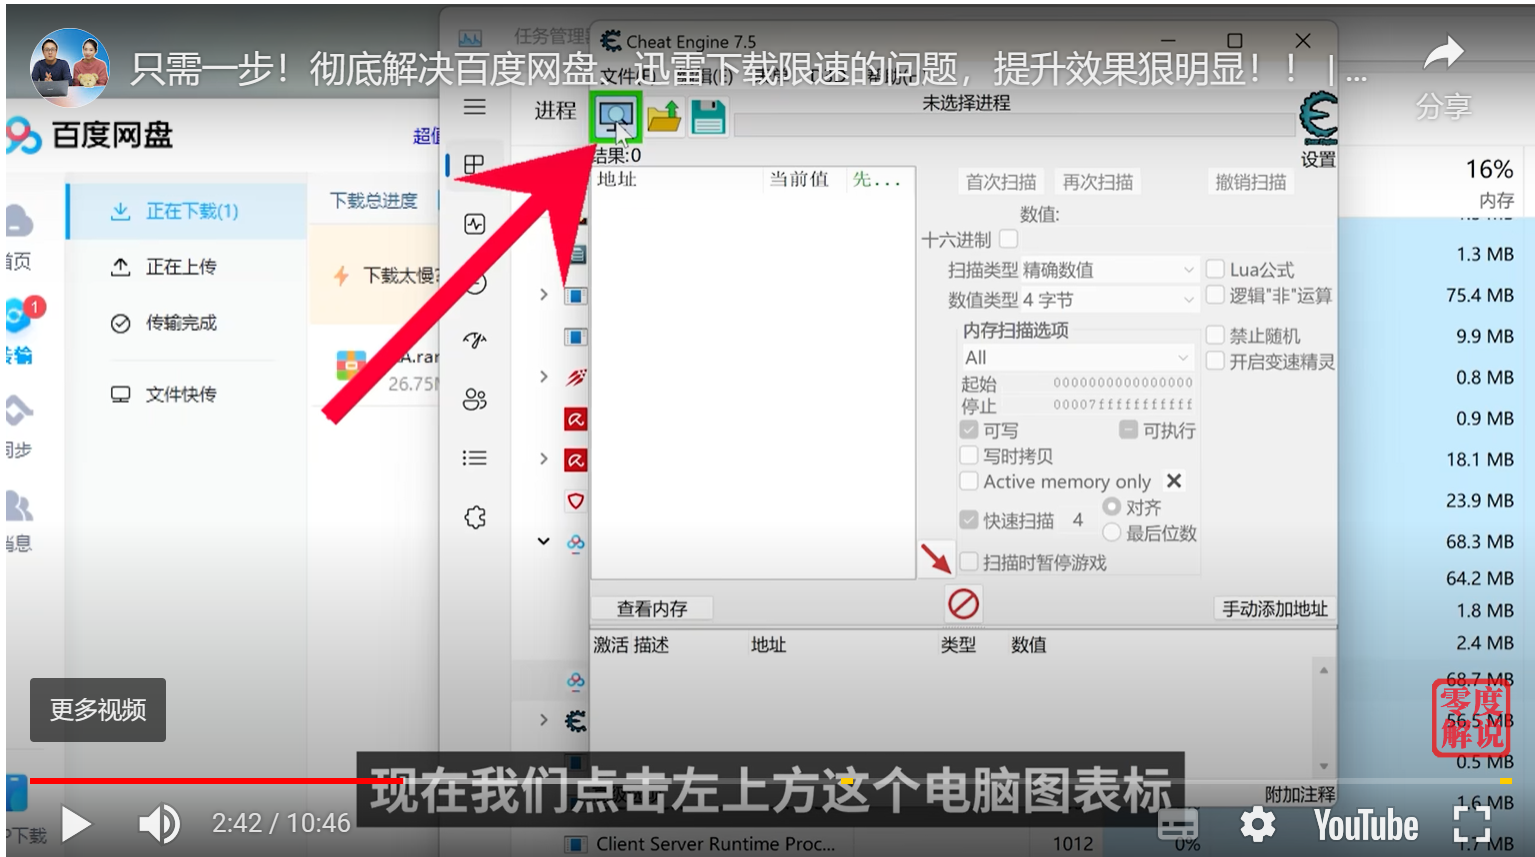 任务管理
Cheat Engine 7.5
只需一步！彻底解决百度网盘、迅雷下载限速的问题，提升效果狠明显！！ | ...
分享
百度网盘
超值
进程
未选择进程
结果:0
设置
16%
内存
地址
当前值
先...
首次扫描
再次扫描
撤销扫描
数值:
十六进制
正在下载(1)
下载总进度
正在上传
下载太慢?
传输完成
A.rar
26.75M
文件快传
首页
1
传输
同步
消息
扫描类型 精确数值
Lua公式
数值类型 4 字节
逻辑"非"运算
内存扫描选项
All
禁止随机
开启变速精灵
起始 0000000000000000
停止 00007fffffffffff
可写
可执行
写时拷贝
Active memory only
快速扫描 4
对齐
最后位数
扫描时暂停游戏
1.3 MB
75.4 MB
9.9 MB
0.8 MB
0.9 MB
18.1 MB
23.9 MB
68.3 MB
64.2 MB
1.8 MB
2.4 MB
68.7 MB
56.5 MB
0.5 MB
1.6 MB
1.7 MB
查看内存
手动添加地址
激活 描述
地址
类型
数值
更多视频
零度
解说
现在我们点击左上方这个电脑图表标
附加注释
2:42 / 10:46
YouTube
P下载
Client Server Runtime Proc...
1012
0%